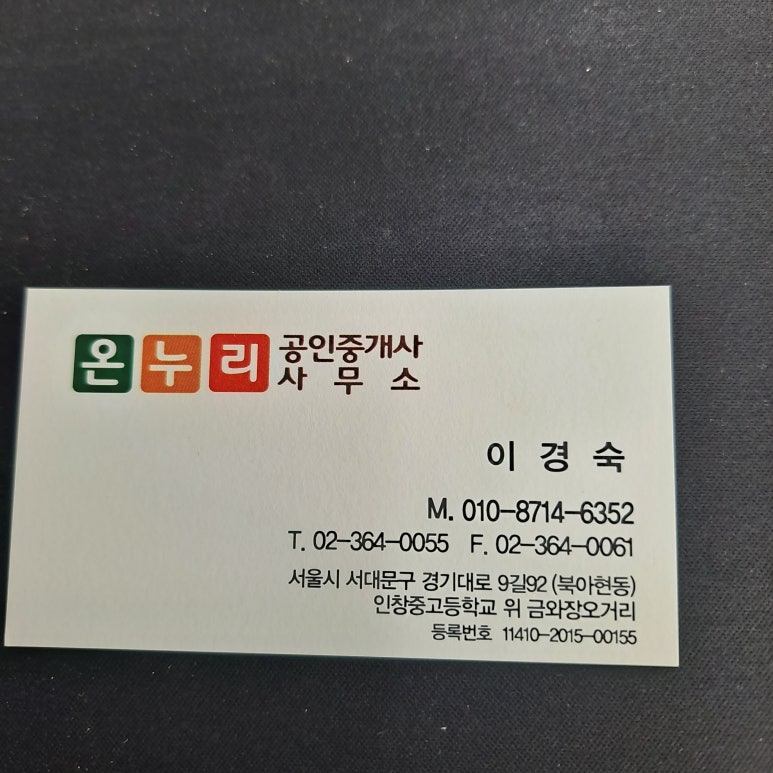 온누리 공인중개사
사무소
이경숙
M. 010-8714-6352
T. 02-364-0055 F. 02-364-0061
서울시 서대문구 경기대로 9길92 (북아현동)
인창중고등학교 위 금와장오거리
등록번호 11410-2015-00155